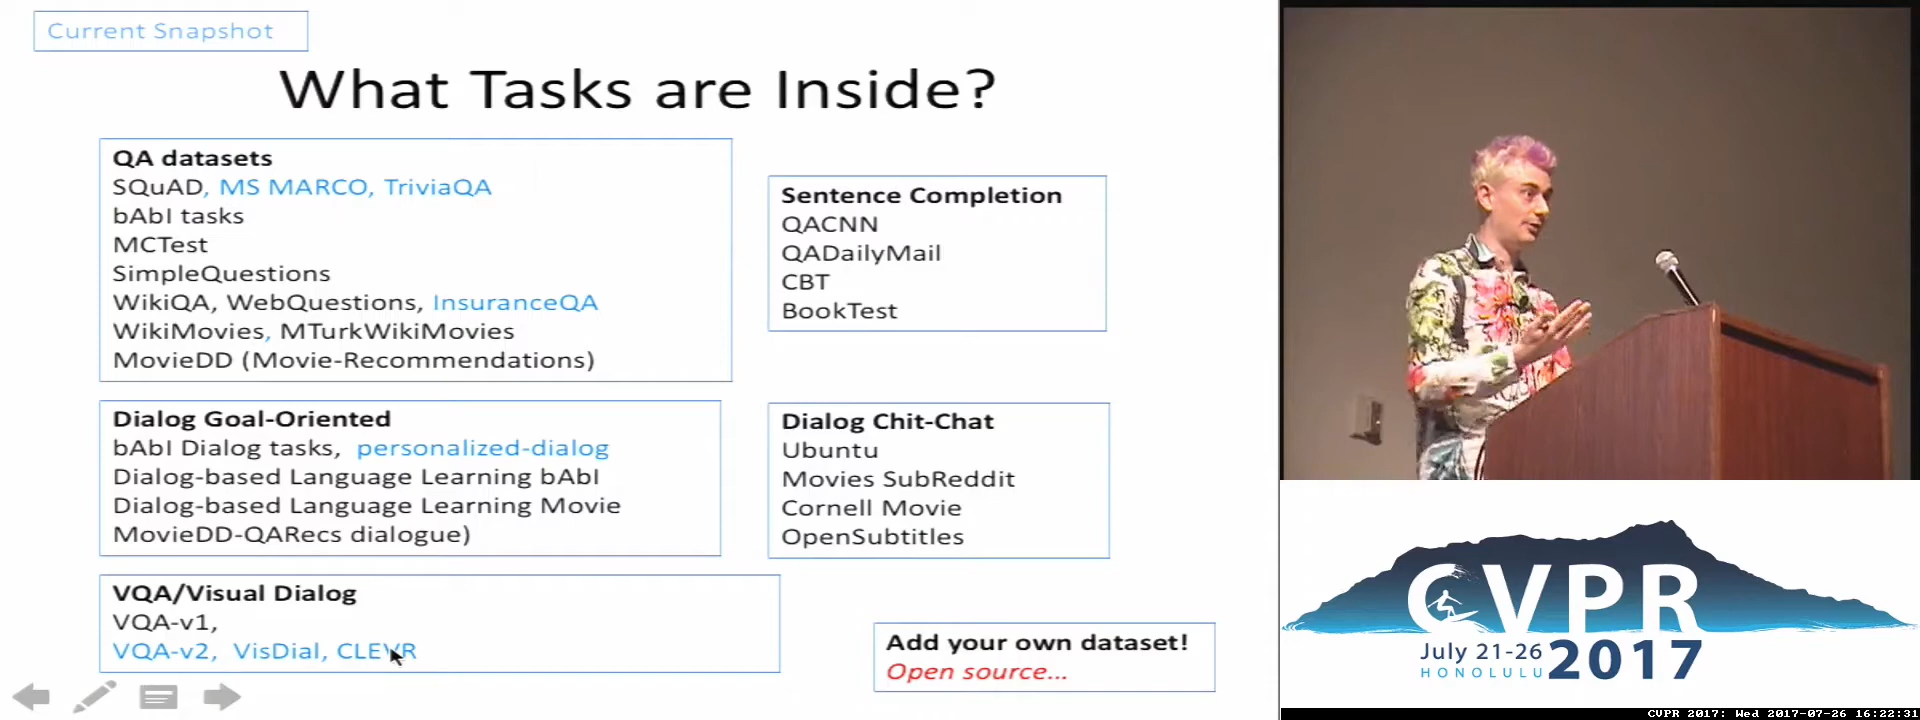 Current Snapshot
What Tasks are Inside?
QA datasets
SQuAD, MS MARCO, TriviaQA
bAbI tasks
MCTest
SimpleQuestions
WikiQA, WebQuestions, InsuranceQA
WikiMovies, MTurkWikiMovies
MovieDD (Movie-Recommendations)
Sentence Completion
QACNN
QADailyMail
CBT
BookTest
Dialog Goal-Oriented
bAbI Dialog tasks, personalized-dialog
Dialog-based Language Learning bAbI
Dialog-based Language Learning Movie
MovieDD-QARecs dialogue)
Dialog Chit-Chat
Ubuntu
Movies SubReddit
Cornell Movie
OpenSubtitles
VQA/Visual Dialog
VQA-v1,
VQA-v2, VisDial, CLEVR
Add your own dataset!
Open source...
CVPR
July 21-26
HONOLULU 2017
CVPR 2017: Wed 2017-07-26 16:22:31